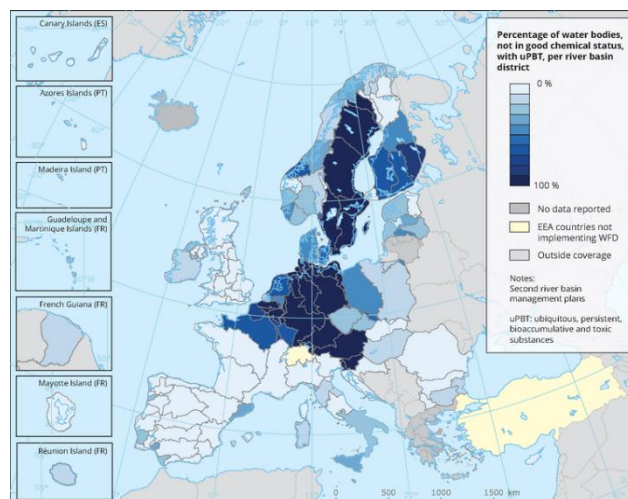 Canary Islands (ES)
Azores Islands (PT)
Madeira Island (PT)
Guadeloupe and
Martinique Islands (FR)
French Guiana (FR)
Mayotte Island (FR)
Réunion Island (FR)
Percentage of water bodies,
not in good chemical status,
with uPBT, per river basin
district
0 %
100 %
No data reported
EEA countries not
implementing WFD
Outside coverage
Notes:
Second river basin
management plans
uPBT: ubiquitous, persistent,
bioaccumulative and toxic
substances
0 500 1000 1500 km